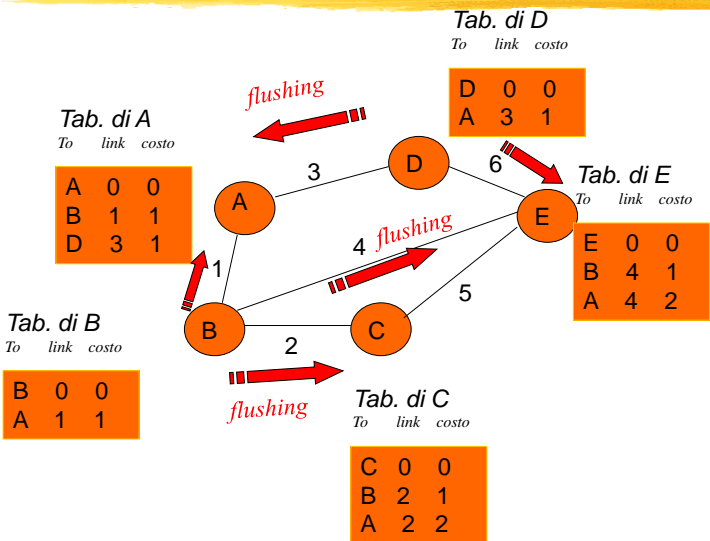 Tab. di D
To link costo
D 0 0
A 3 1
flushing
Tab. di A
To link costo
A 0 0
B 1 1
D 3 1
3
D
6
A
E
Tab. di E
To link costo
E 0 0
B 4 1
A 4 2
4
flushing
1
5
B
2
C
Tab. di B
To link costo
B 0 0
A 1 1
flushing
Tab. di C
To link costo
C 0 0
B 2 1
A 2 2